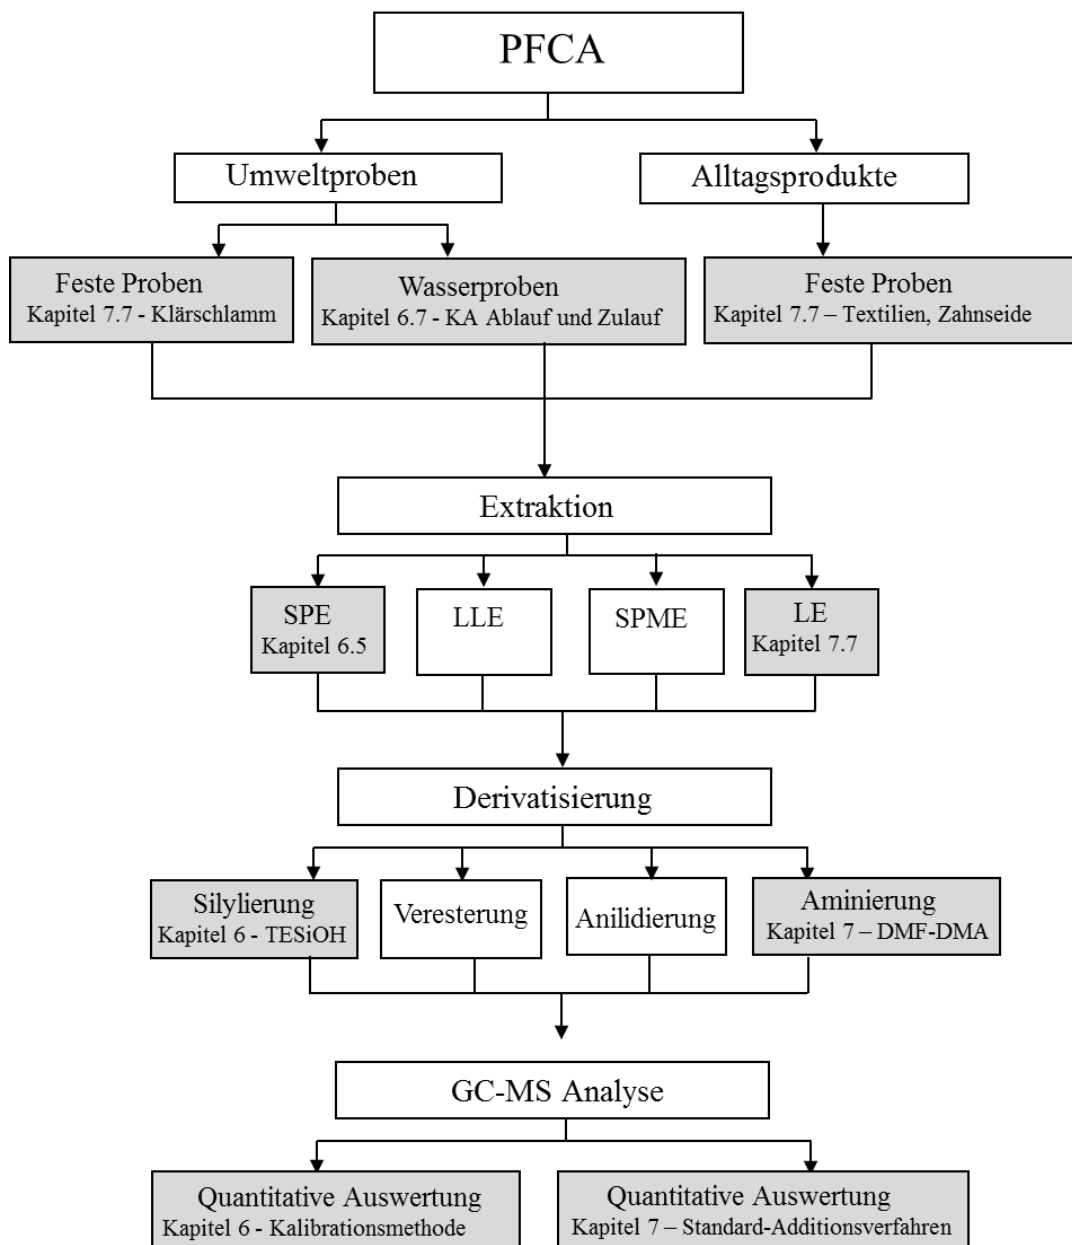 PFCA
Umweltproben
Alltagsprodukte
Feste Proben
Kapitel 7.7 - Klärschlamm
Wasserproben
Kapitel 6.7 - KA Ablauf und Zulauf
Feste Proben
Kapitel 7.7 – Textilien, Zahnseide
Extraktion
SPE
Kapitel 6.5
LLE
SPME
LE
Kapitel 7.7
Derivatisierung
Silylierung
Kapitel 6 - TESiOH
Veresterung
Anilidierung
Aminierung
Kapitel 7 – DMF-DMA
GC-MS Analyse
Quantitative Auswertung
Kapitel 6 - Kalibrationsmethode
Quantitative Auswertung
Kapitel 7 – Standard-Additionsverfahren